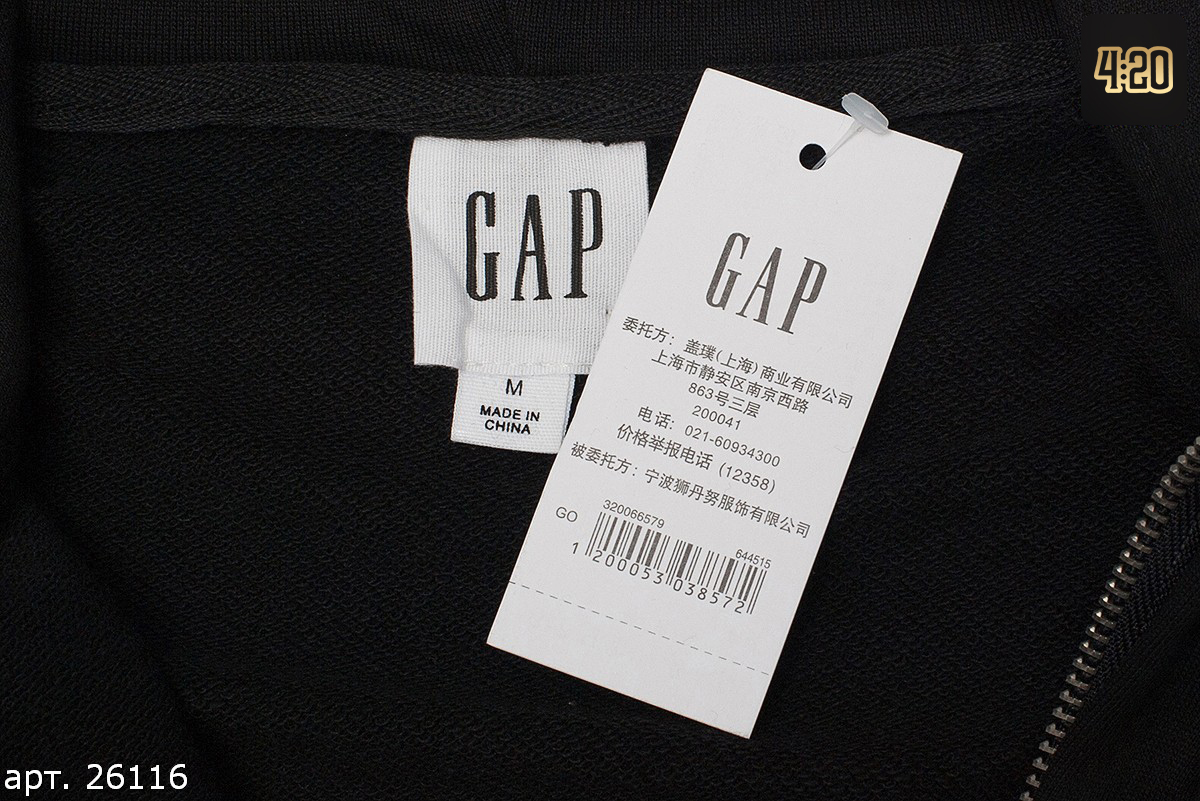 4:20
GAP
M
MADE IN
CHINA
GAP
委托方：盖璞(上海)商业有限公司
上海市静安区南京西路
863号三层
200041
电话：021-60934300
价格举报电话 (12358)
被委托方：宁波狮丹努服饰有限公司
GO 320066579 644515
1 200053 038572
арт. 26116